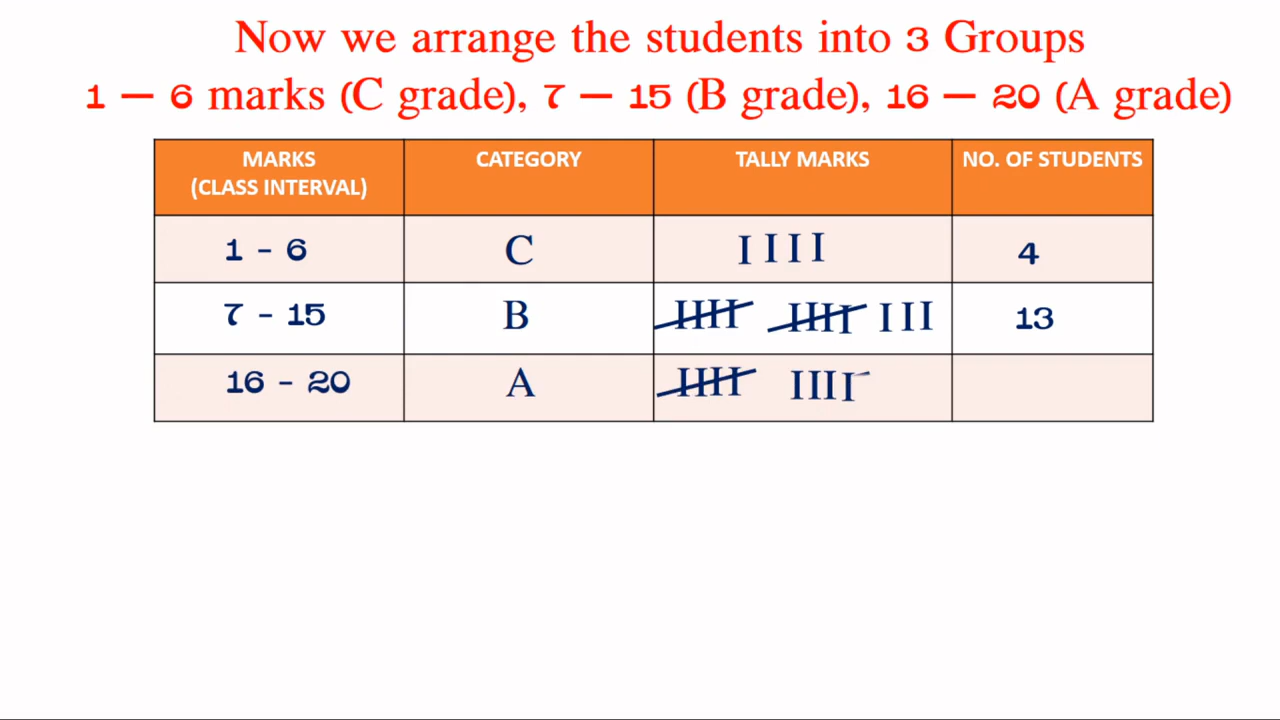 Now we arrange the students into 3 Groups
1 — 6 marks (C grade), 7 — 15 (B grade), 16 — 20 (A grade)
MARKS
(CLASS INTERVAL)
CATEGORY
TALLY MARKS
NO. OF STUDENTS
1 - 6
C
I I I I
4
7 - 15
B
IIII IIII I I I
13
16 - 20
A
IIII IIII